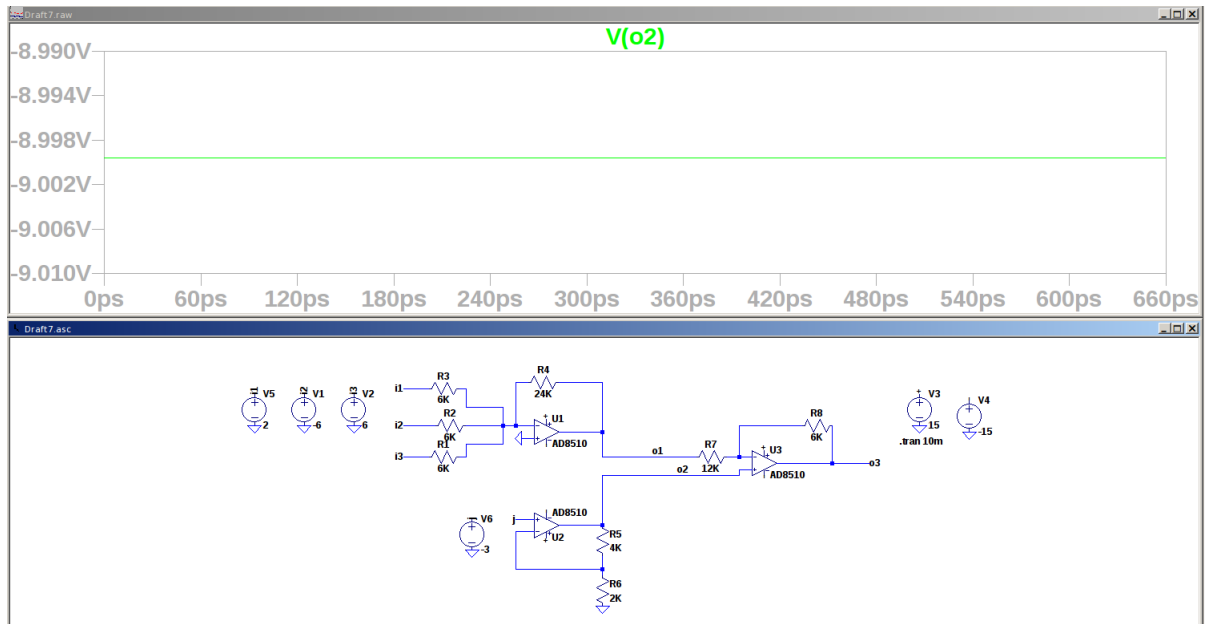 Draft7.raw
V(o2)
-8.990V
-8.994V
-8.998V
-9.002V
-9.006V
-9.010V
0ps 60ps 120ps 180ps 240ps 300ps 360ps 420ps 480ps 540ps 600ps 660ps
Draft7.asc
i1 V5 2
i2 V1 -6
i3 V2 6
i1 R3 6K
i2 R2 6K
i3 R1 6K
R4 24K
U1 AD8510
o1 R7 12K
o2
R8 6K
U3 AD8510
o3
V3 15
V4 -15
.tran 10m
j V6 -3
j AD8510 U2
R5 4K
R6 2K